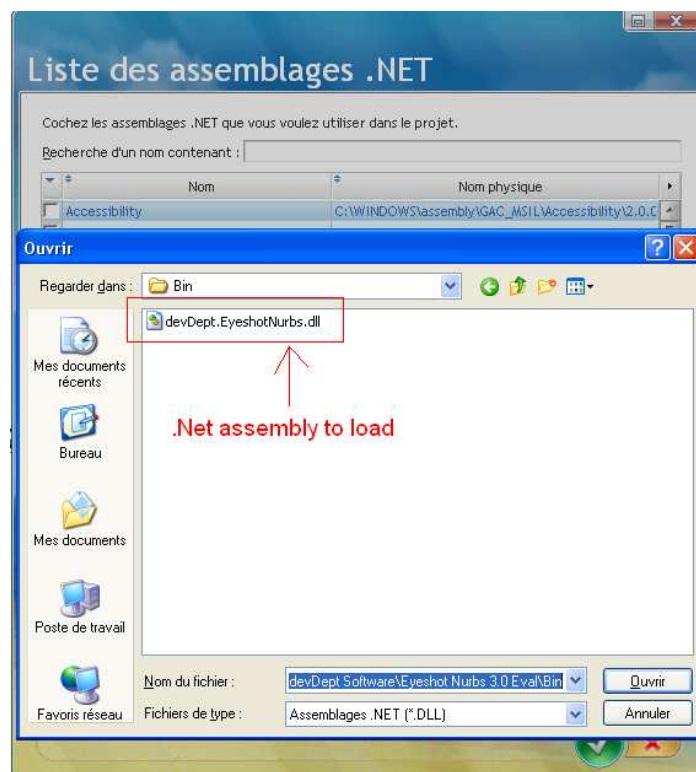 Liste des assemblages .NET
Cochez les assemblages .NET que vous voulez utiliser dans le projet.
Recherche d'un nom contenant :
Nom Nom physique
Accessibility C:\WINDOWS\assembly\GAC_MSIL\Accessibility\2.0.0
Ouvrir
Regarder dans : Bin
devDept.EyeshotNurbs.dll
Mes documents
récents
.Net assembly to load
Bureau
Mes documents
Poste de travail
Favoris réseau
Nom du fichier : devDept Software\Eyeshot Nurbs 3.0 Eval\Bin Ouvrir
Fichiers de type : Assemblages .NET (*.DLL) Annuler